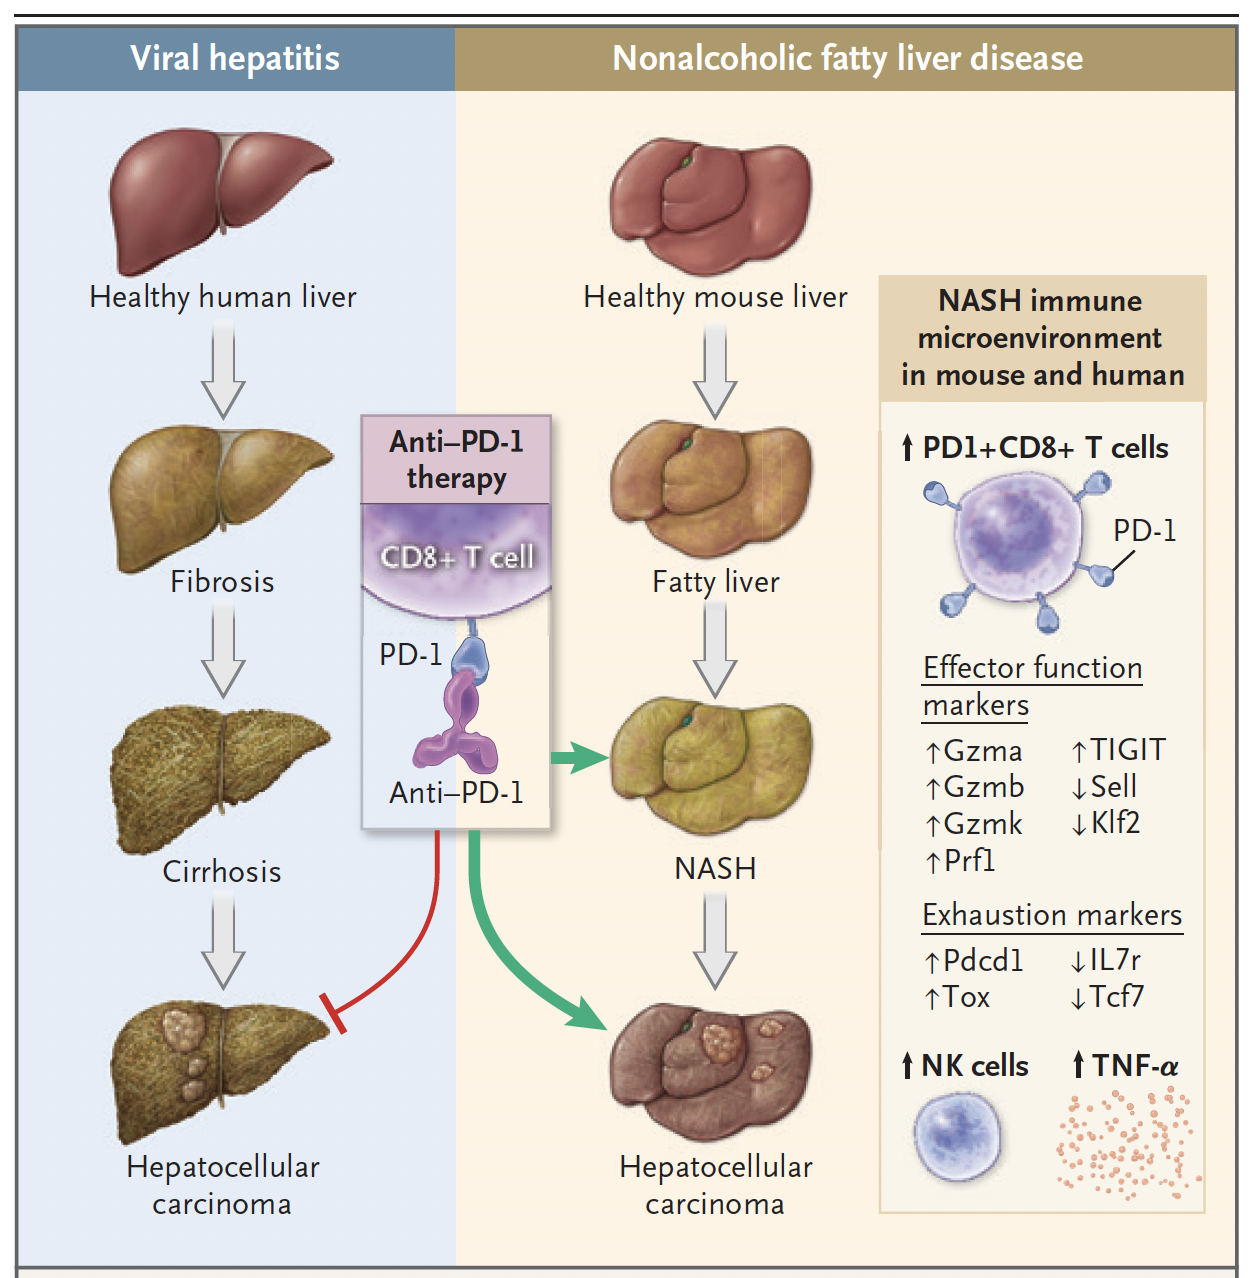 Viral hepatitis
Nonalcoholic fatty liver disease
Healthy human liver
Fibrosis
Cirrhosis
Hepatocellular
carcinoma
Anti–PD-1
therapy
CD8+ T cell
PD-1
Anti–PD-1
Healthy mouse liver
Fatty liver
NASH
Hepatocellular
carcinoma
NASH immune
microenvironment
in mouse and human
↑ PD1+CD8+ T cells
PD-1
Effector function
markers
↑Gzma ↑TIGIT
↑Gzmb ↓Sell
↑Gzmk ↓Klf2
↑Prf1
Exhaustion markers
↑Pdcd1 ↓IL7r
↑Tox ↓Tcf7
↑ NK cells ↑ TNF-α